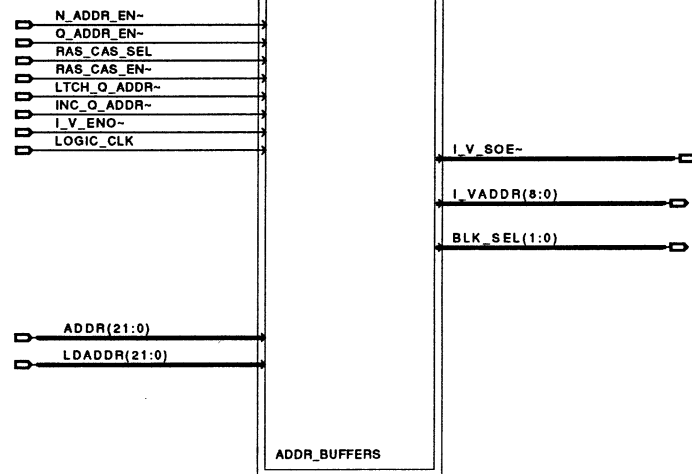 N_ADDR_EN~
Q_ADDR_EN~
RAS_CAS_SEL
RAS_CAS_EN~
LTCH_Q_ADDR~
INC_Q_ADDR~
I_V_ENO~
LOGIC_CLK
I_V_SOE~
I_VADDR(8:0)
BLK_SEL(1:0)
ADDR(21:0)
LDADDR(21:0)
ADDR_BUFFERS